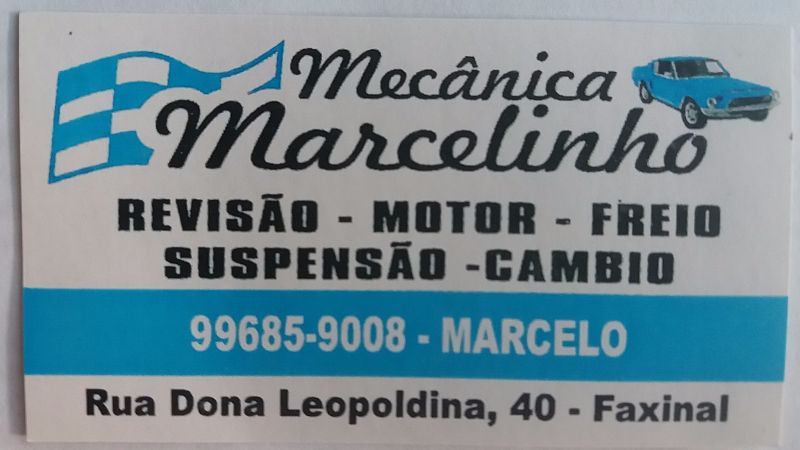 Mecânica
Marcelinho
REVISÃO - MOTOR - FREIO
SUSPENSÃO -CAMBIO
99685-9008 - MARCELO
Rua Dona Leopoldina, 40 - Faxinal